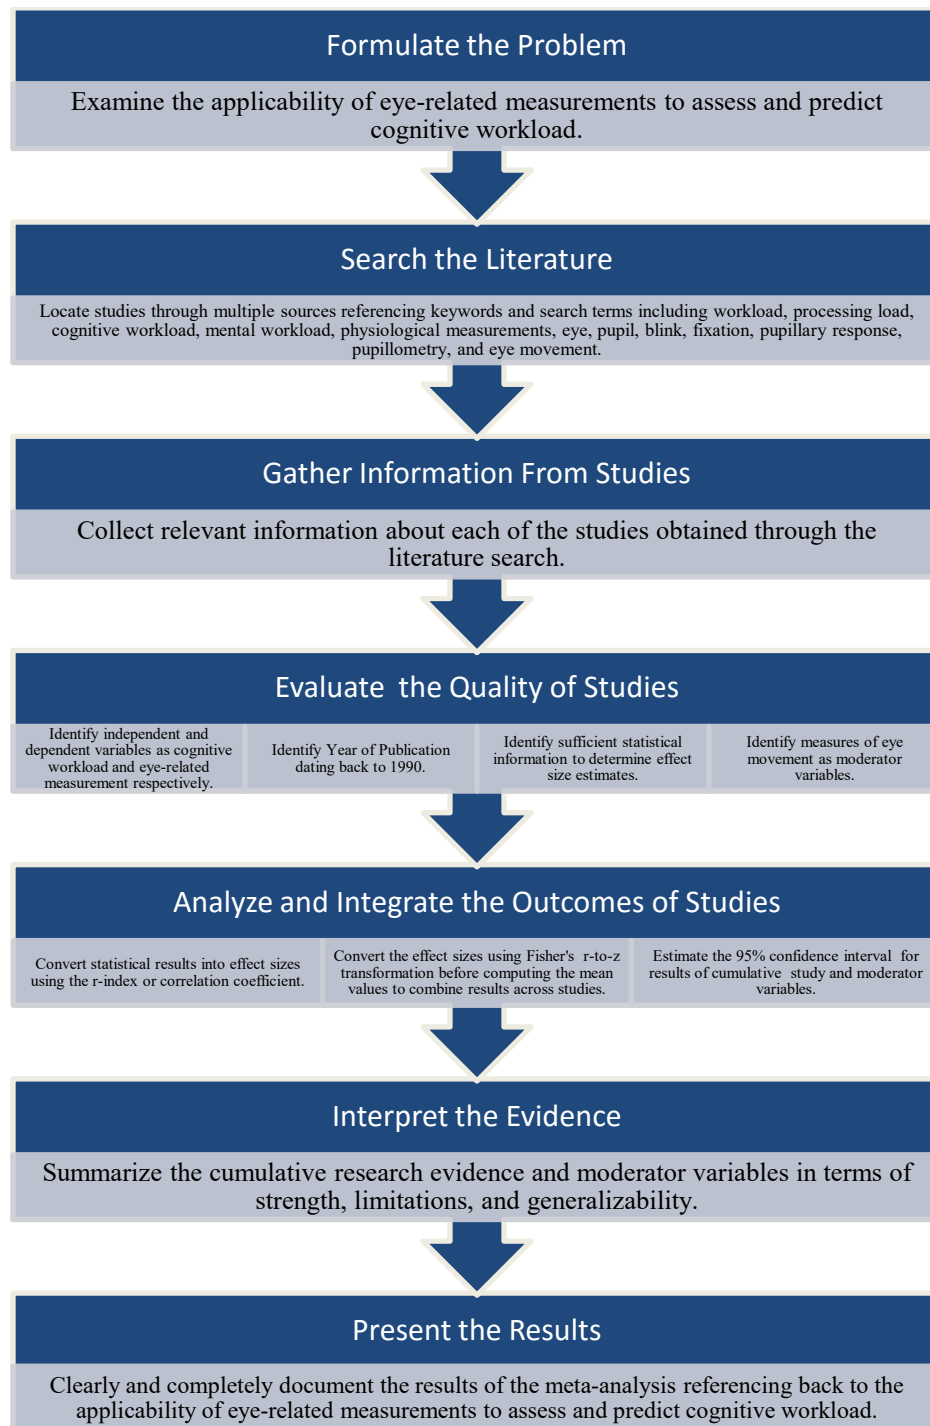 Formulate the Problem
Examine the applicability of eye-related measurements to assess and predict
cognitive workload.
Search the Literature
Locate studies through multiple sources referencing keywords and search terms including workload, processing load,
cognitive workload, mental workload, physiological measurements, eye, pupil, blink, fixation, pupillary response,
pupillometry, and eye movement.
Gather Information From Studies
Collect relevant information about each of the studies obtained through the
literature search.
Evaluate the Quality of Studies
Identify independent and
dependent variables as cognitive
workload and eye-related
measurement respectively.
Identify Year of Publication
dating back to 1990.
Identify sufficient statistical
information to determine effect
size estimates.
Identify measures of eye
movement as moderator
variables.
Analyze and Integrate the Outcomes of Studies
Convert statistical results into effect sizes
using the r-index or correlation coefficient.
Convert the effect sizes using Fisher's r-to-z
transformation before computing the mean
values to combine results across studies.
Estimate the 95% confidence interval for
results of cumulative study and moderator
variables.
Interpret the Evidence
Summarize the cumulative research evidence and moderator variables in terms of
strength, limitations, and generalizability.
Present the Results
Clearly and completely document the results of the meta-analysis referencing back to the
applicability of eye-related measurements to assess and predict cognitive workload.